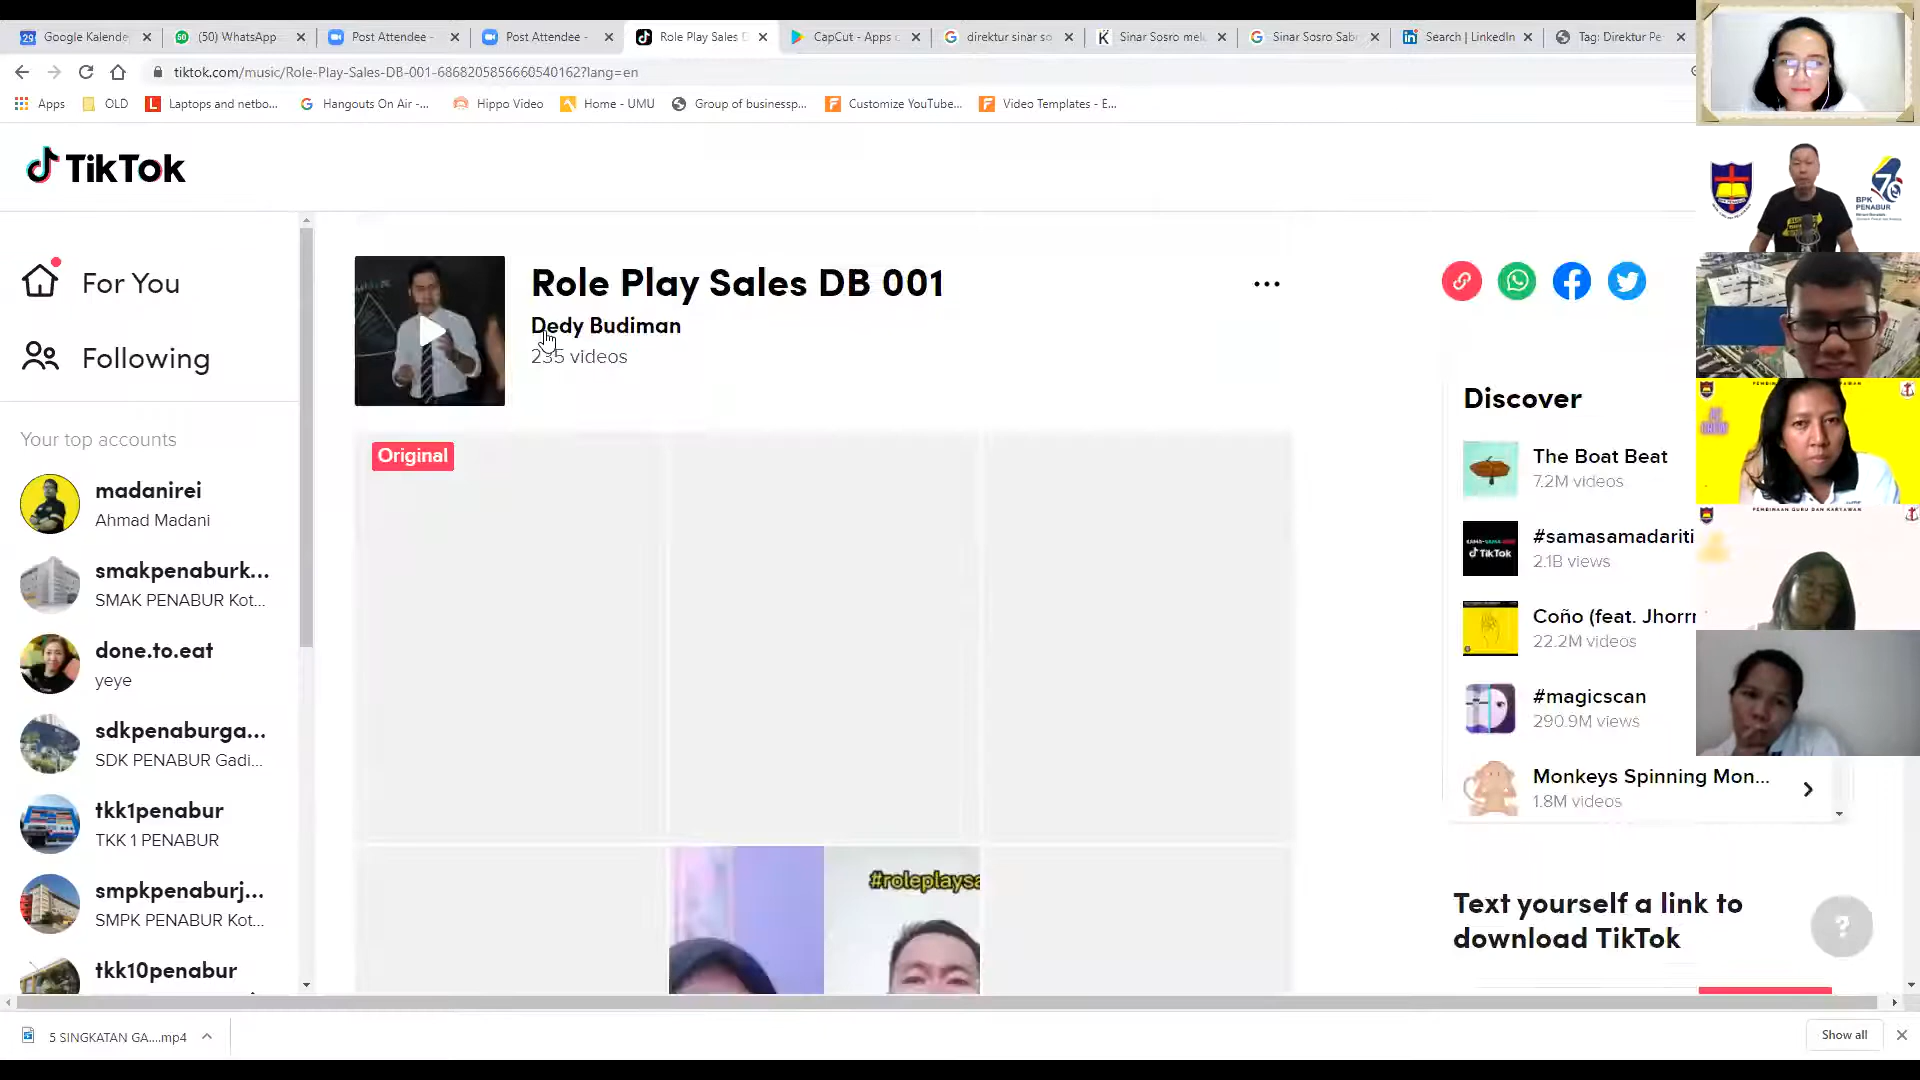 Google Kalende
(50) WhatsApp
Post Attendee -
Post Attendee -
Role Play Sales D
CapCut - Apps o
direktur sinar so
Sinar Sosro mel
Sinar Sosro Sab
Search | LinkedIn
Tag: Direktur Pe
tiktok.com/music/Role-Play-Sales-DB-001-6868205856660540162?lang=en
Apps
OLD
Laptops and netbo...
Hangouts On Air -...
Hippo Video
Home - UMU
Group of businessp...
Customize YouTube...
Video Templates - E...
TikTok
For You
Following
Your top accounts
madanirei
Ahmad Madani
smakpenaburk...
SMAK PENABUR Kot...
done.to.eat
yeye
sdkpenaburga...
SDK PENABUR Gadi...
tkk1penabur
TKK 1 PENABUR
smpkpenaburj...
SMPK PENABUR Kot...
tkk10penabur
Role Play Sales DB 001
Dedy Budiman
235 videos
Original
#roleplaysa
Discover
The Boat Beat
7.2M videos
#samasamadariti
2.1B views
Coño (feat. Jhorr
22.2M videos
#magicscan
290.9M views
Monkeys Spinning Mon...
1.8M videos
Text yourself a link to
download TikTok
BPK
PENABUR
PEMBINAAN GURU DAN KARYAWAN
5 SINGKATAN GA....mp4
Show all